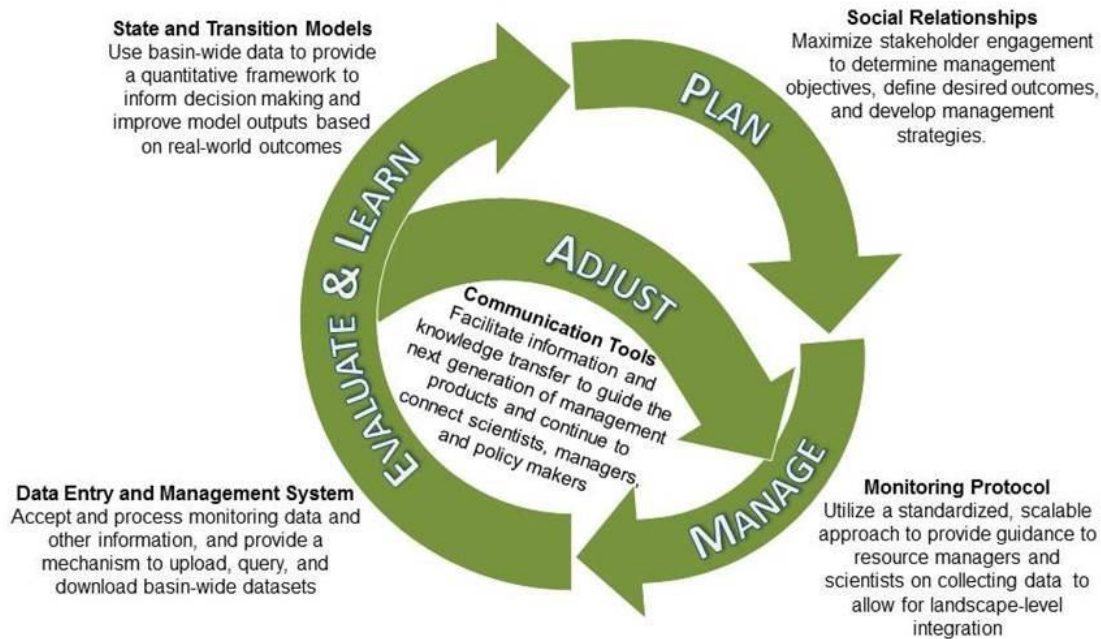 State and Transition Models
Use basin-wide data to provide
a quantitative framework to
inform decision making and
improve model outputs based
on real-world outcomes
Social Relationships
Maximize stakeholder engagement
to determine management
objectives, define desired outcomes,
and develop management
strategies.
PLAN
EVALUATE & LEARN
ADJUST
Communication Tools
Facilitate information and
knowledge transfer to guide the
next generation of management
products and continue to
connect scientists, managers,
and policy makers
MANAGE
Data Entry and Management System
Accept and process monitoring data and
other information, and provide a
mechanism to upload, query, and
download basin-wide datasets
Monitoring Protocol
Utilize a standardized, scalable
approach to provide guidance to
resource managers and
scientists on collecting data to
allow for landscape-level
integration